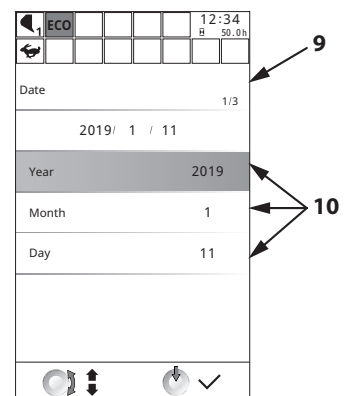 1 ECO 12:34
50.0h
9
Date
1/3
2019/ 1 / 11
Year 2019
10
Month 1
Day 11